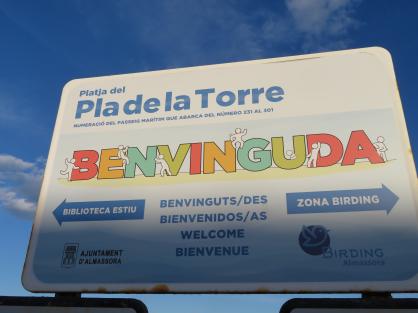 Platja del
Pla de la Torre
NUMERACIÓ DEL PASSEIG MARÍTIM QUE ABARCA DEL NÚMERO 231 AL 301
BENVINGUDA
BIBLIOTECA ESTIU
BENVINGUTS/DES
BIENVENIDOS/AS
WELCOME
BIENVENUE
ZONA BIRDING
AJUNTAMENT
D'ALMASSORA
BIRDING
Almassora